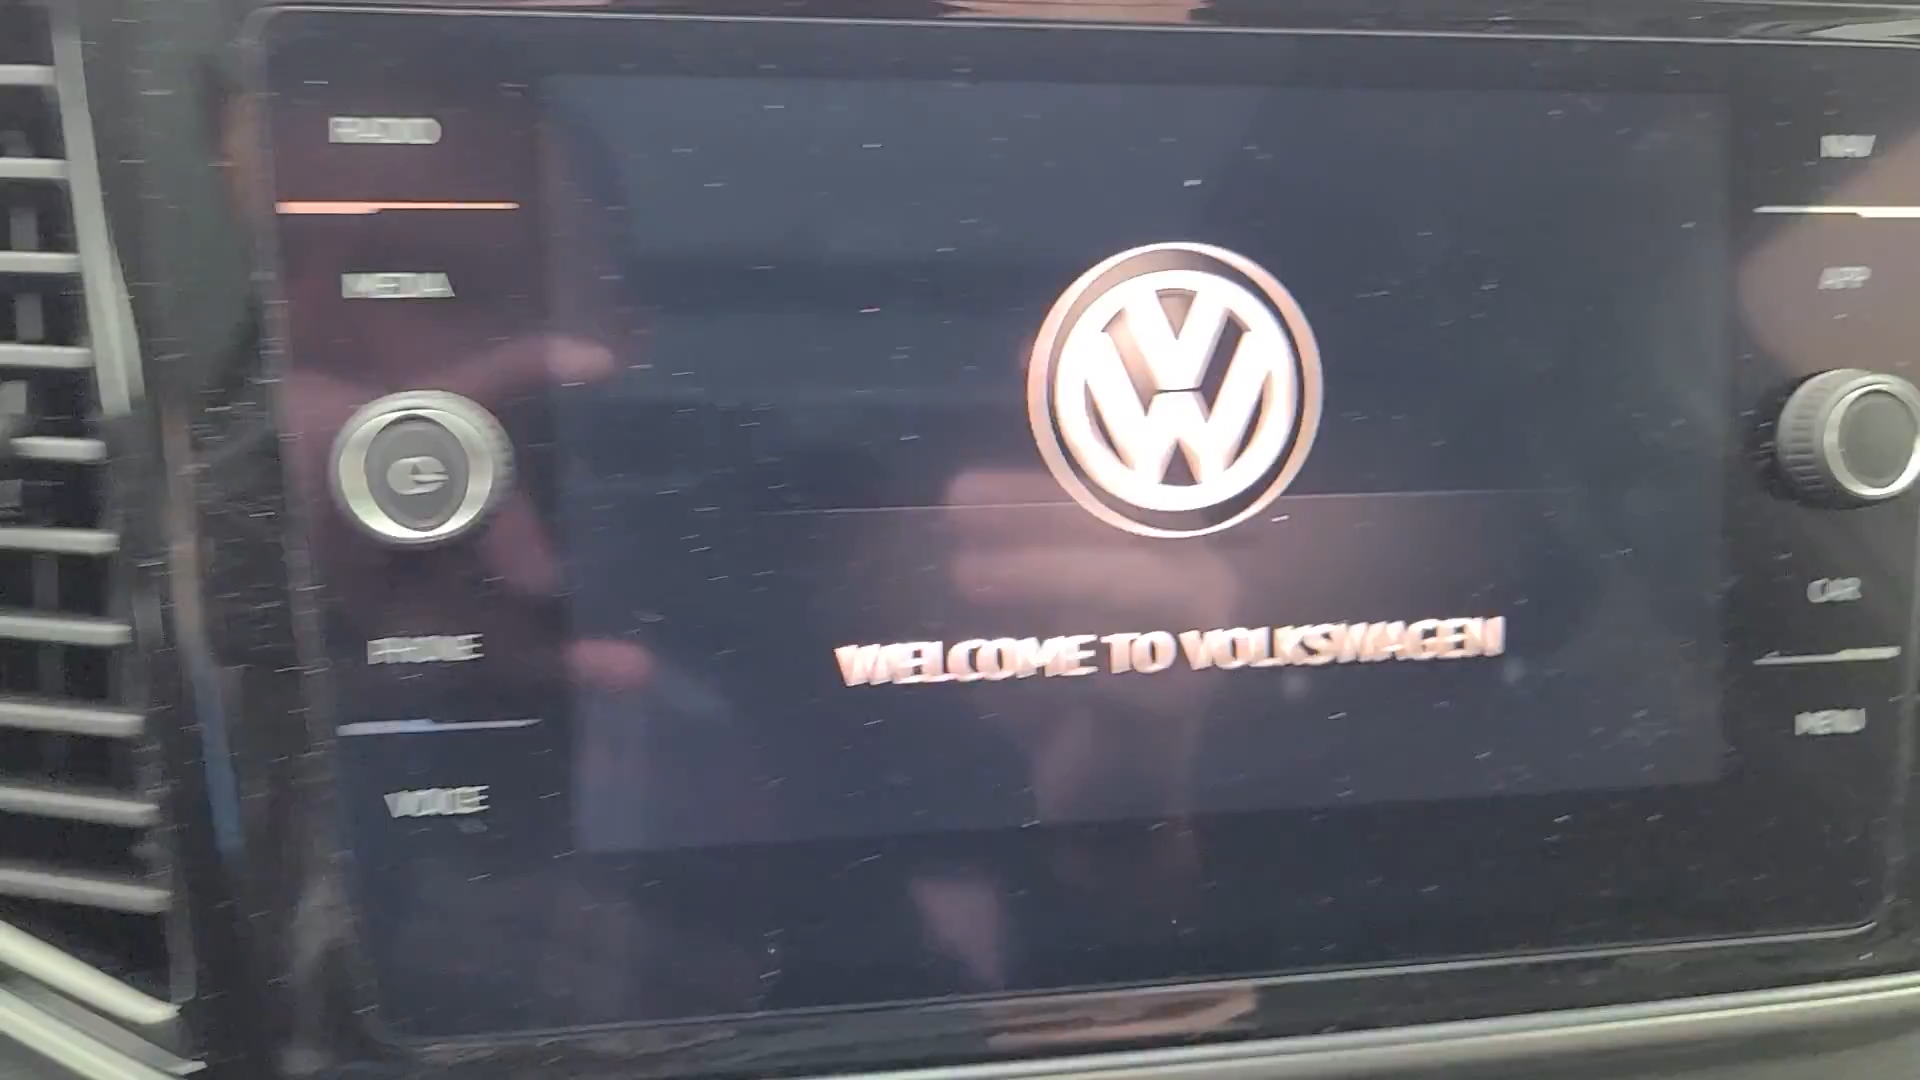 RADIO
NAV
MEDIA
APP
WELCOME TO VOLKSWAGEN
PHONE
CAR
MENU
VOICE